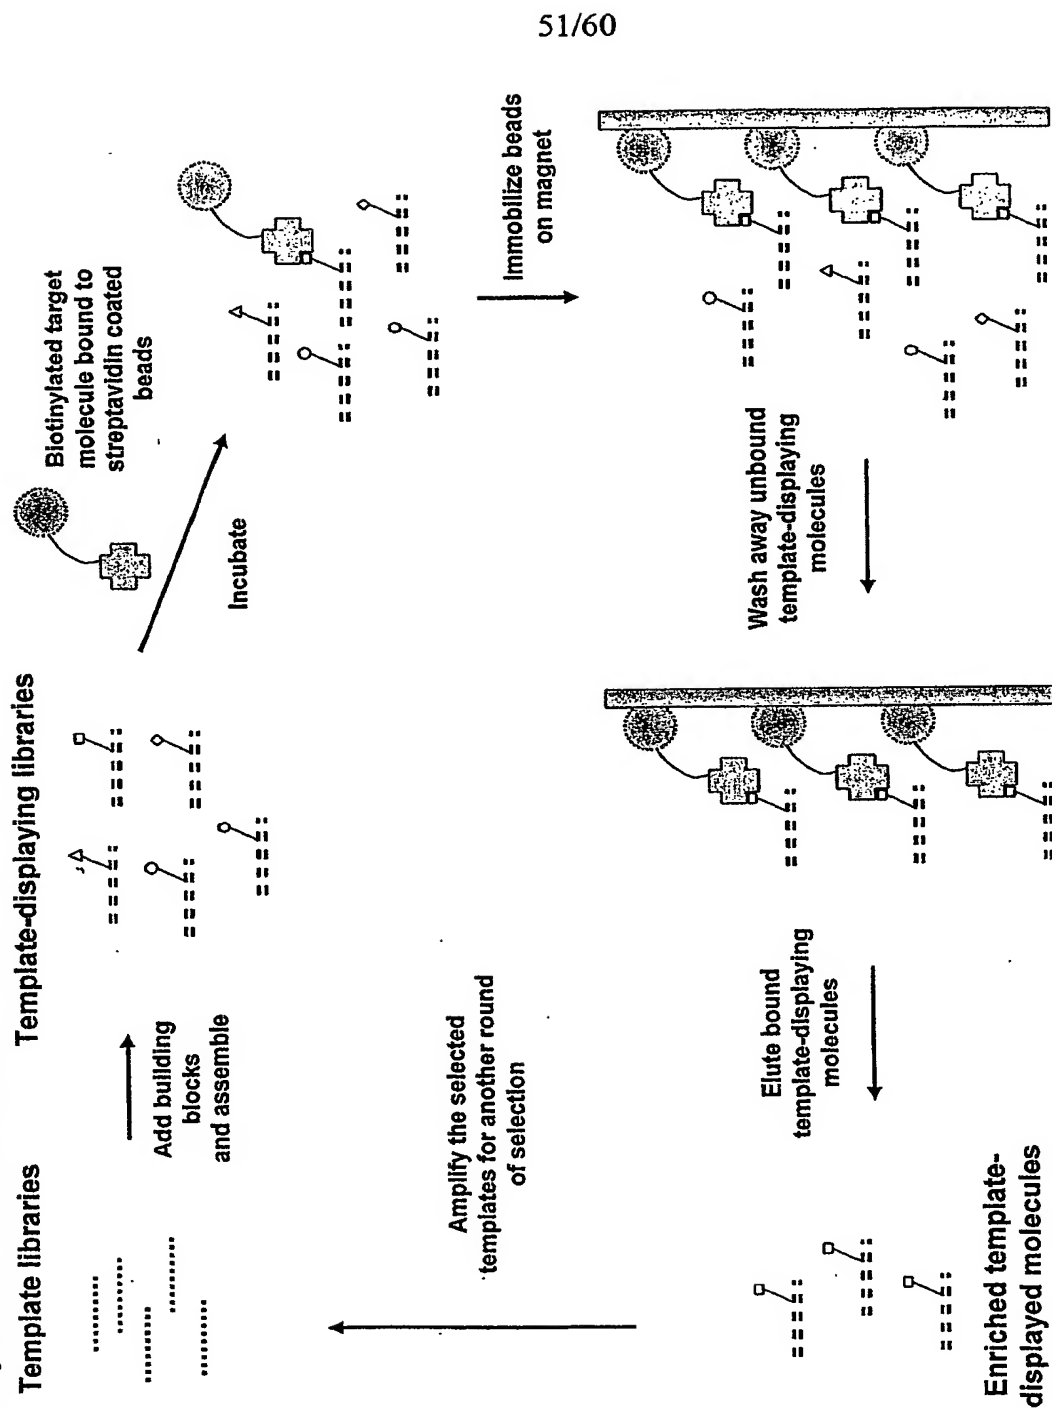 51/60
Template libraries
Add building
blocks
and assemble
Template-displaying libraries
Biotinylated target
molecule bound to
streptavidin coated
beads
Incubate
Immobilize beads
on magnet
Wash away unbound
template-displaying
molecules
Elute bound
template-displaying
molecules
Enriched template-
displayed molecules
Amplify the selected
templates for another round
of selection